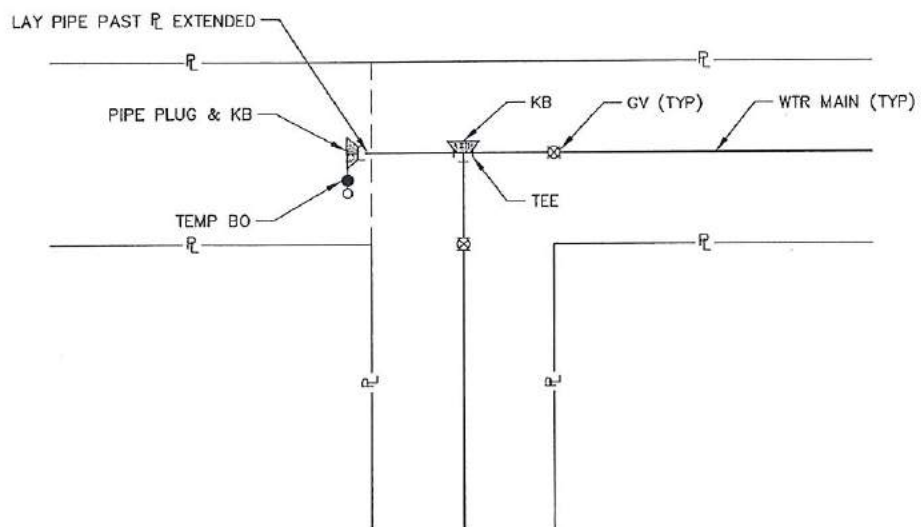 LAY PIPE PAST ℄ EXTENDED
℄
℄
PIPE PLUG & KB
KB
GV (TYP)
WTR MAIN (TYP)
TEE
TEMP BO
℄
℄
℄
℄